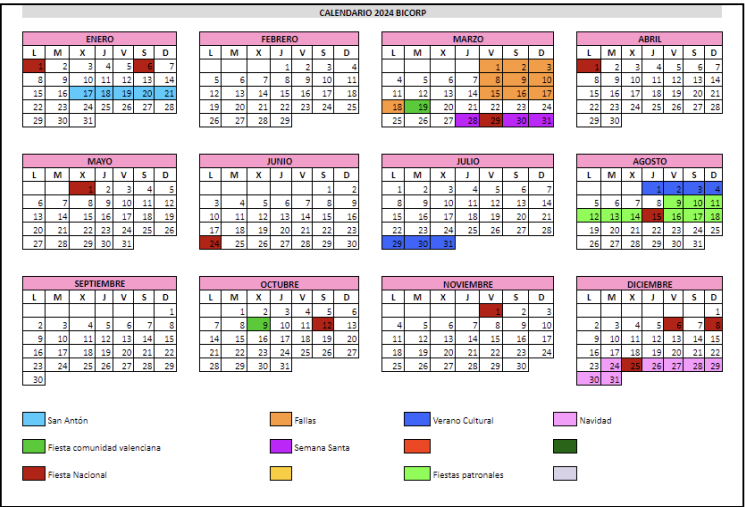 CALENDARIO 2024 BICORP
ENERO FEBRERO MARZO ABRIL
L M X J V S D L M X J V S D L M X J V S D L M X J V S D
1 2 3 4 5 6 7 1 2 3 4 1 2 3 1 2 3 4 5 6 7
8 9 10 11 12 13 14 5 6 7 8 9 10 11 4 5 6 7 8 9 10 8 9 10 11 12 13 14
15 16 17 18 19 20 21 12 13 14 15 16 17 18 11 12 13 14 15 16 17 15 16 17 18 19 20 21
22 23 24 25 26 27 28 19 20 21 22 23 24 25 18 19 20 21 22 23 24 22 23 24 25 26 27 28
29 30 31 26 27 28 29 25 26 27 28 29 30 31 29 30
MAYO JUNIO JULIO AGOSTO
L M X J V S D L M X J V S D L M X J V S D L M X J V S D
1 2 3 4 5 1 2 1 2 3 4 5 6 7 1 2 3 4
6 7 8 9 10 11 12 3 4 5 6 7 8 9 8 9 10 11 12 13 14 5 6 7 8 9 10 11
13 14 15 16 17 18 19 10 11 12 13 14 15 16 15 16 17 18 19 20 21 12 13 14 15 16 17 18
20 21 22 23 24 25 26 17 18 19 20 21 22 23 22 23 24 25 26 27 28 19 20 21 22 23 24 25
27 28 29 30 31 24 25 26 27 28 29 30 29 30 31 26 27 28 29 30 31
SEPTIEMBRE OCTUBRE NOVIEMBRE DICIEMBRE
L M X J V S D L M X J V S D L M X J V S D L M X J V S D
1 1 2 3 4 5 6 1 2 3 1
2 3 4 5 6 7 8 7 8 9 10 11 12 13 4 5 6 7 8 9 10 2 3 4 5 6 7 8
9 10 11 12 13 14 15 14 15 16 17 18 19 20 11 12 13 14 15 16 17 9 10 11 12 13 14 15
16 17 18 19 20 21 22 21 22 23 24 25 26 27 18 19 20 21 22 23 24 16 17 18 19 20 21 22
23 24 25 26 27 28 29 28 29 30 31 25 26 27 28 29 30 23 24 25 26 27 28 29
30 30 31
San Antón Fallas Verano Cultural Navidad
Fiesta comunidad valenciana Semana Santa
Fiesta Nacional Fiestas patronales